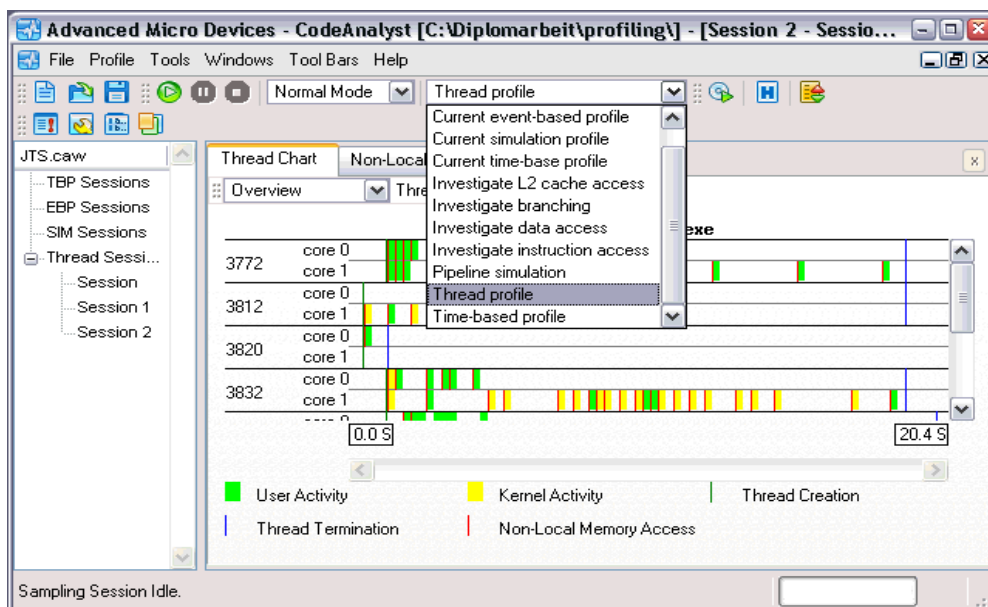 Advanced Micro Devices - CodeAnalyst [C:\Diplomarbeit\profiling\] - [Session 2 - Sessio...
File Profile Tools Windows Tool Bars Help
Normal Mode Thread profile
Current event-based profile
Current simulation profile
Current time-base profile
Investigate L2 cache access
Investigate branching
Investigate data access
Investigate instruction access
Pipeline simulation
Thread profile
Time-based profile
JTS.caw
TBP Sessions
EBP Sessions
SIM Sessions
Thread Sessi...
Session
Session 1
Session 2
Thread Chart Non-Local
Overview Thre
exe
3772 core 0
core 1
3812 core 0
core 1
3820 core 0
core 1
3832 core 0
core 1
0.0 S 20.4 S
User Activity Kernel Activity Thread Creation
Thread Termination Non-Local Memory Access
Sampling Session Idle.